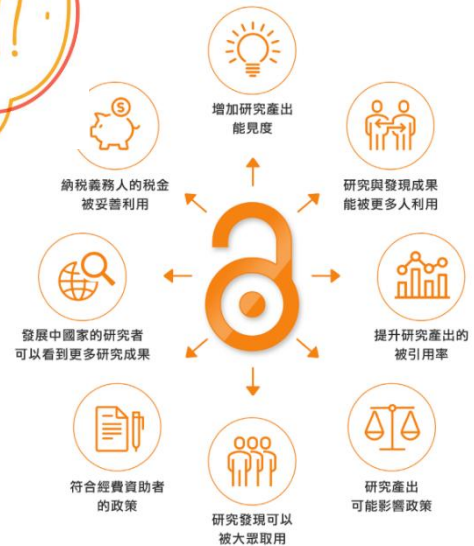 增加研究產出
能見度
研究與發現成果
能被更多人利用
提升研究產出的
被引用率
研究產出
可能影響政策
研究發現可以
被大眾取用
符合經費資助者
的政策
發展中國家的研究者
可以看到更多研究成果
納稅義務人的稅金
被妥善利用